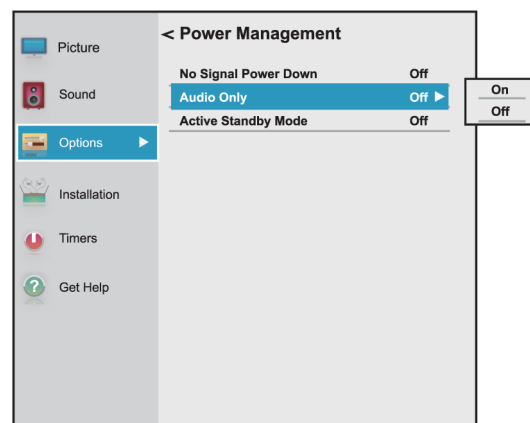 < Power Management
Picture
Sound
Options
Installation
Timers
Get Help
No Signal Power Down Off
Audio Only Off
Active Standby Mode Off
On
Off